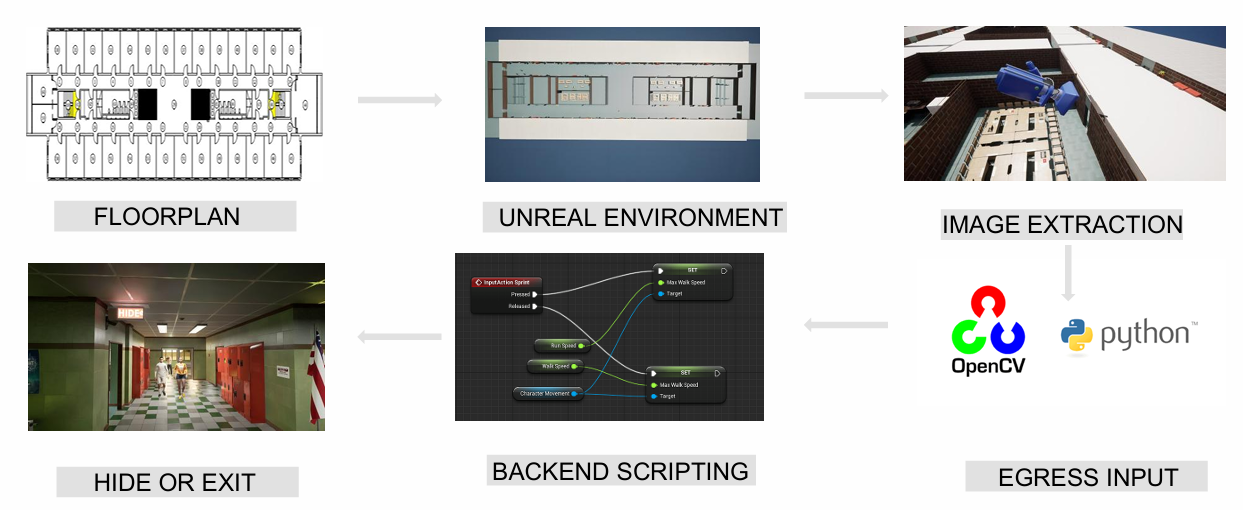 FLOORPLAN
UNREAL ENVIRONMENT
IMAGE EXTRACTION
HIDE
InputAction Sprint
Pressed
Released
SET
Max Walk Speed
Target
Run Speed
Walk Speed
Character Movement
SET
Max Walk Speed
Target
OpenCV
python™
HIDE OR EXIT
BACKEND SCRIPTING
EGRESS INPUT